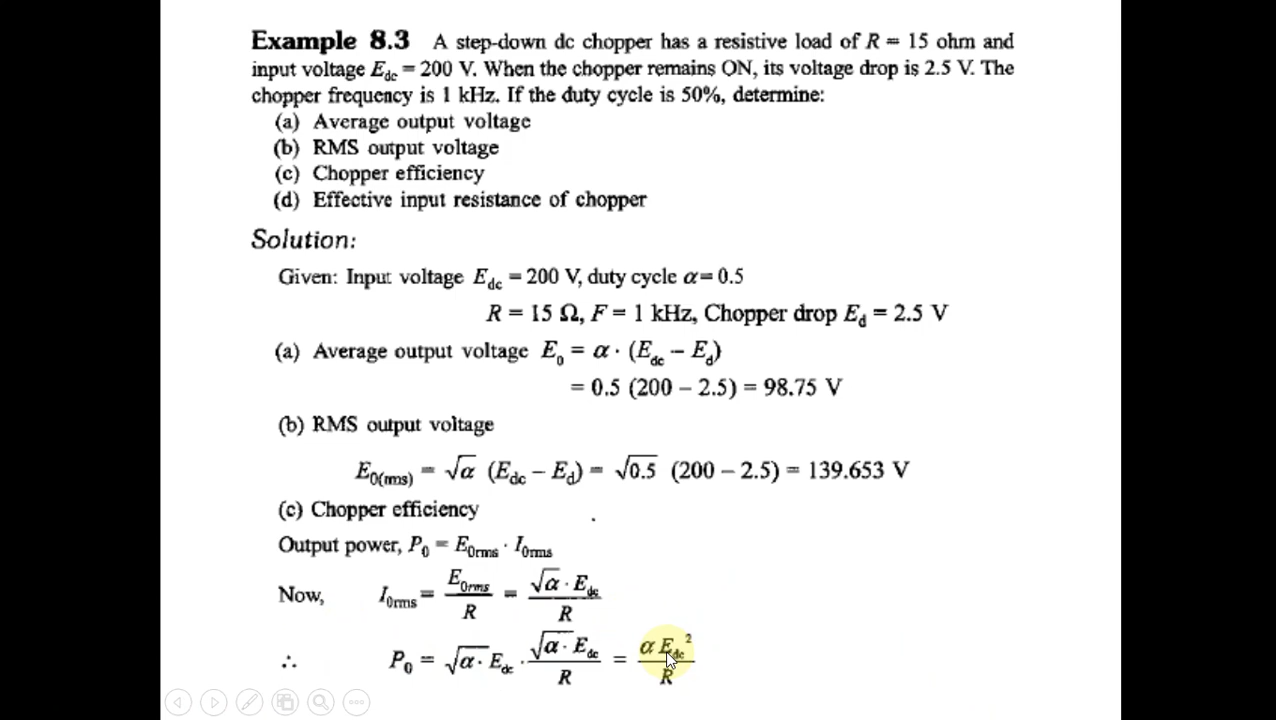 Example 8.3 A step-down dc chopper has a resistive load of R = 15 ohm and
input voltage E_dc = 200 V. When the chopper remains ON, its voltage drop is 2.5 V. The
chopper frequency is 1 kHz. If the duty cycle is 50%, determine:
(a) Average output voltage
(b) RMS output voltage
(c) Chopper efficiency
(d) Effective input resistance of chopper
Solution:
Given: Input voltage E_dc = 200 V, duty cycle α = 0.5
R = 15 Ω, F = 1 kHz, Chopper drop E_d = 2.5 V
(a) Average output voltage E_0 = α · (E_dc − E_d)
= 0.5 (200 − 2.5) = 98.75 V
(b) RMS output voltage
E_0(rms) = √α (E_dc − E_d) = √0.5 (200 − 2.5) = 139.653 V
(c) Chopper efficiency
Output power, P_0 = E_0rms · I_0rms
Now, I_0rms = E_0rms / R = √α · E_dc / R
∴ P_0 = √α · E_dc · √α · E_dc / R = α E_dc² / R